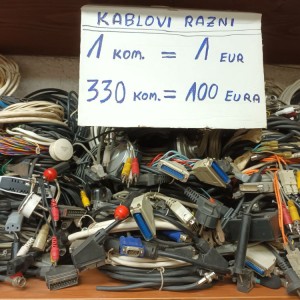 KABLOVI RAZNI
1 KOM. = 1 EUR
330 KOM. = 100 EURA